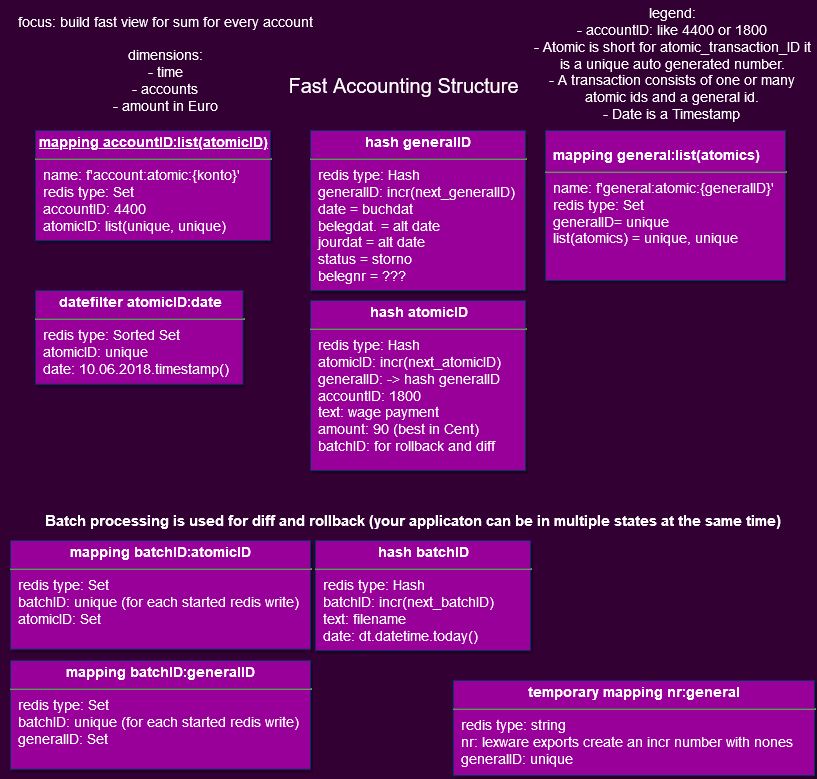 focus: build fast view for sum for every account
dimensions:
- time
- accounts
- amount in Euro
Fast Accounting Structure
legend:
- accountID: like 4400 or 1800
- Atomic is short for atomic_transaction_ID it
is a unique auto generated number.
- A transaction consists of one or many
atomic ids and a general id.
- Date is a Timestamp
mapping accountID:list(atomicID)
name: f'account:atomic:{konto}'
redis type: Set
accountID: 4400
atomicID: list(unique, unique)
hash generalID
redis type: Hash
generalID: incr(next_generalID)
date = buchdat
belegdat. = alt date
jourdat = alt date
status = storno
belegnr = ???
mapping general:list(atomics)
name: f'general:atomic:{generalID}'
redis type: Set
generalID= unique
list(atomics) = unique, unique
datefilter atomicID:date
redis type: Sorted Set
atomicID: unique
date: 10.06.2018.timestamp()
hash atomicID
redis type: Hash
atomicID: incr(next_atomicID)
generalID: -> hash generalID
accountID: 1800
text: wage payment
amount: 90 (best in Cent)
batchID: for rollback and diff
Batch processing is used for diff and rollback (your applicaton can be in multiple states at the same time)
mapping batchID:atomicID
redis type: Set
batchID: unique (for each started redis write)
atomicID: Set
hash batchID
redis type: Hash
batchID: incr(next_batchID)
text: filename
date: dt.datetime.today()
mapping batchID:generalID
redis type: Set
batchID: unique (for each started redis write)
generalID: Set
temporary mapping nr:general
redis type: string
nr: lexware exports create an incr number with nones
generalID: unique